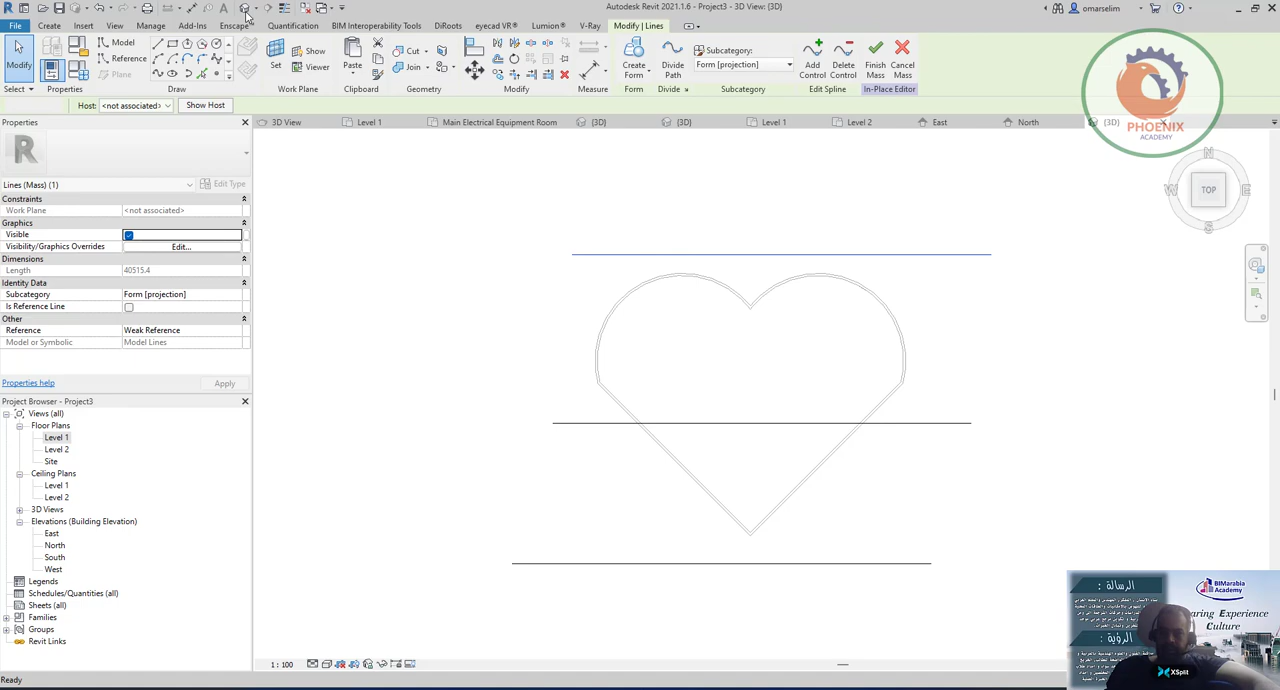 Autodesk Revit 2021.1.6 - Project3 - 3D View: {3D}
omarselim
File
Create
Insert
View
Manage
Add-Ins
Enscape
Quantification
BIM Interoperability Tools
DiRoots
eyecad VR®
Lumion®
V-Ray
Modify | Lines
Modify
Model
Reference
Plane
Set
Show
Viewer
Paste
Cut
Join
Create Form
Divide Path
Subcategory:
Form [projection]
Add Control
Delete Control
Finish Mass
Cancel Mass
Select
Properties
Draw
Work Plane
Clipboard
Geometry
Modify
Measure
Form
Divide
Subcategory
Edit Spline
In-Place Editor
Host: <not associated>
Show Host
Properties
3D View
Level 1
Main Electrical Equipment Room
{3D}
{3D}
Level 1
Level 2
East
North
{3D}
PHOENIX
ACADEMY
N
W
TOP
E
S
Lines (Mass) (1)
Edit Type
Constraints
Work Plane <not associated>
Graphics
Visible
Visibility/Graphics Overrides Edit...
Dimensions
Length 40515.4
Identity Data
Subcategory Form [projection]
Is Reference Line
Other
Reference Weak Reference
Model or Symbolic Model Lines
Properties help
Apply
Project Browser - Project3
Views (all)
Floor Plans
Level 1
Level 2
Site
Ceiling Plans
Level 1
Level 2
3D Views
Elevations (Building Elevation)
East
North
South
West
Legends
Schedules/Quantities (all)
Sheets (all)
Families
Groups
Revit Links
1 : 100
Ready
الرسالة :
الرؤية :
BIMarabia
Academy
aring Experience
Culture
XSplit